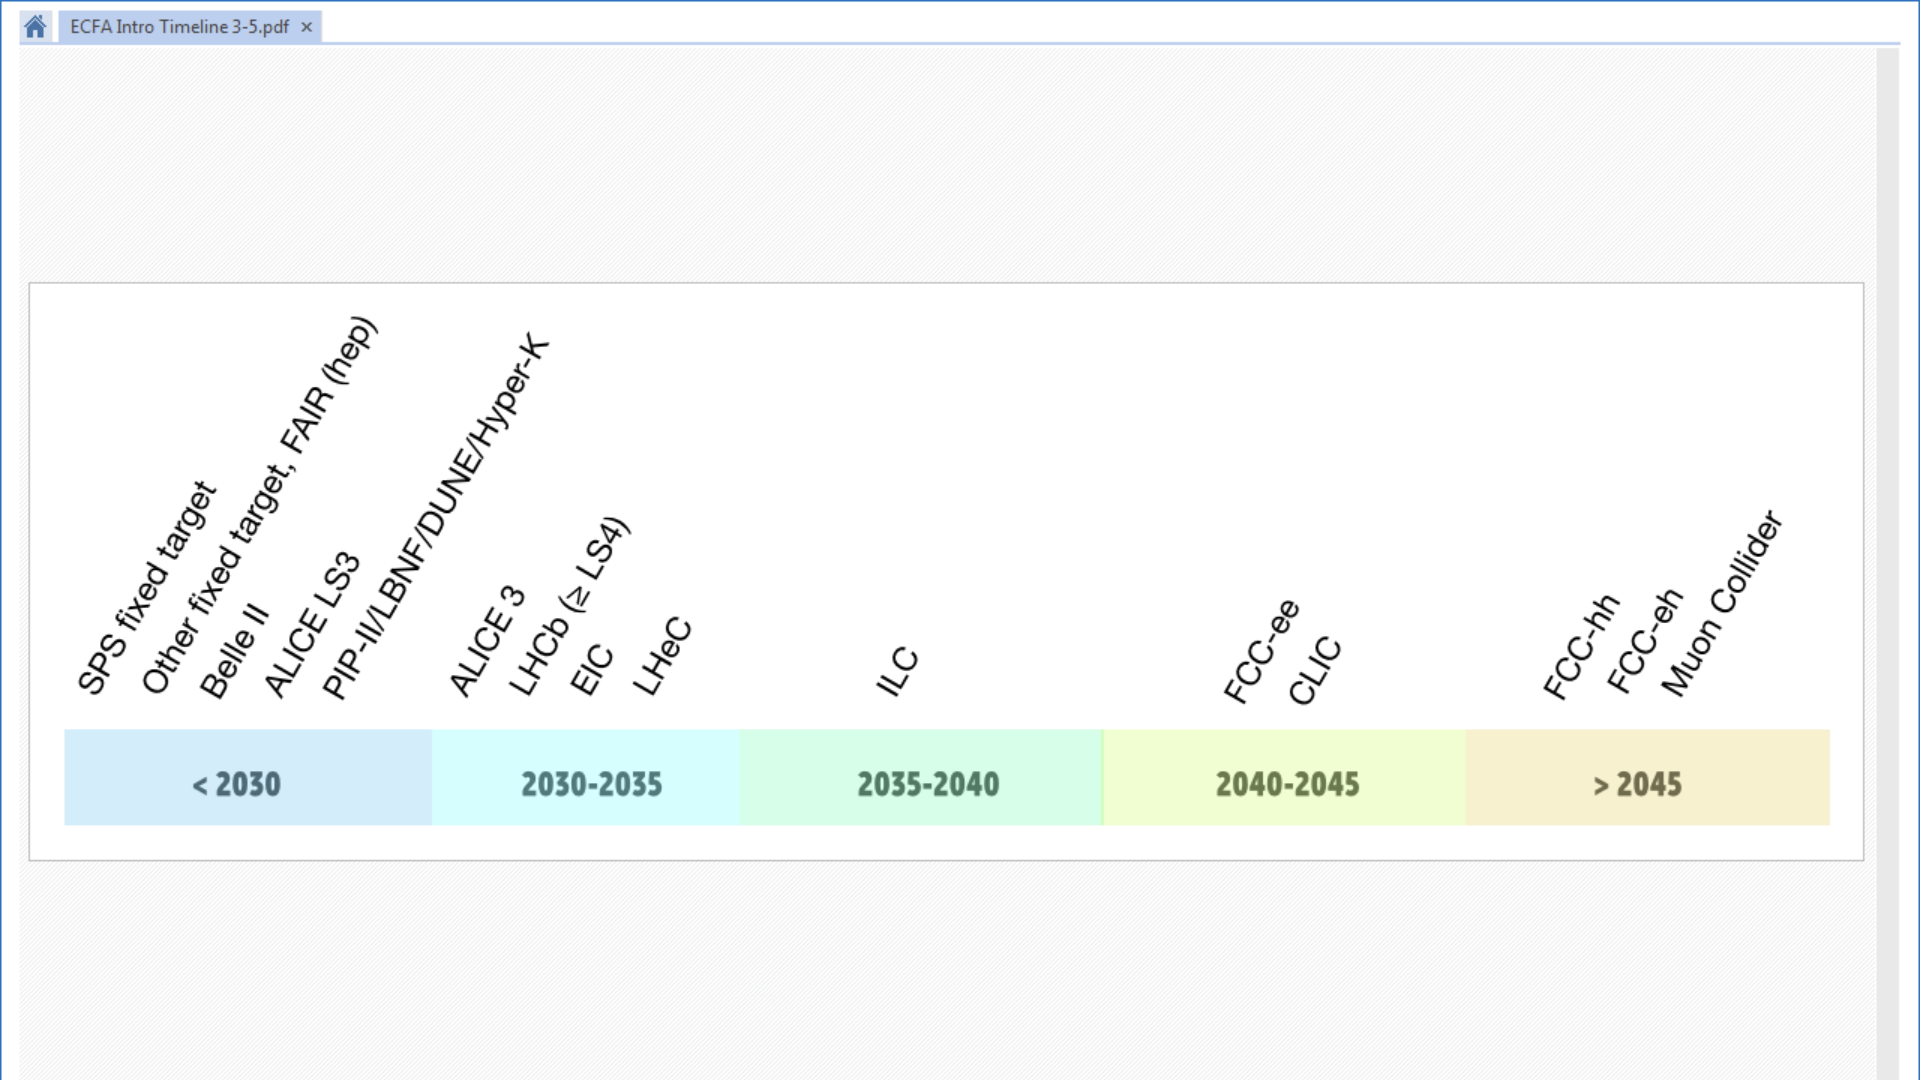 ECFA Intro Timeline 3-5.pdf ×
SPS fixed target
Other fixed target, FAIR (hep)
Belle II
ALICE LS3
PIP-II/LBNF/DUNE/Hyper-K
ALICE 3
LHCb (≥ LS4)
EIC
LHeC
ILC
FCC-ee
CLIC
FCC-hh
FCC-eh
Muon Collider
< 2030
2030-2035
2035-2040
2040-2045
> 2045